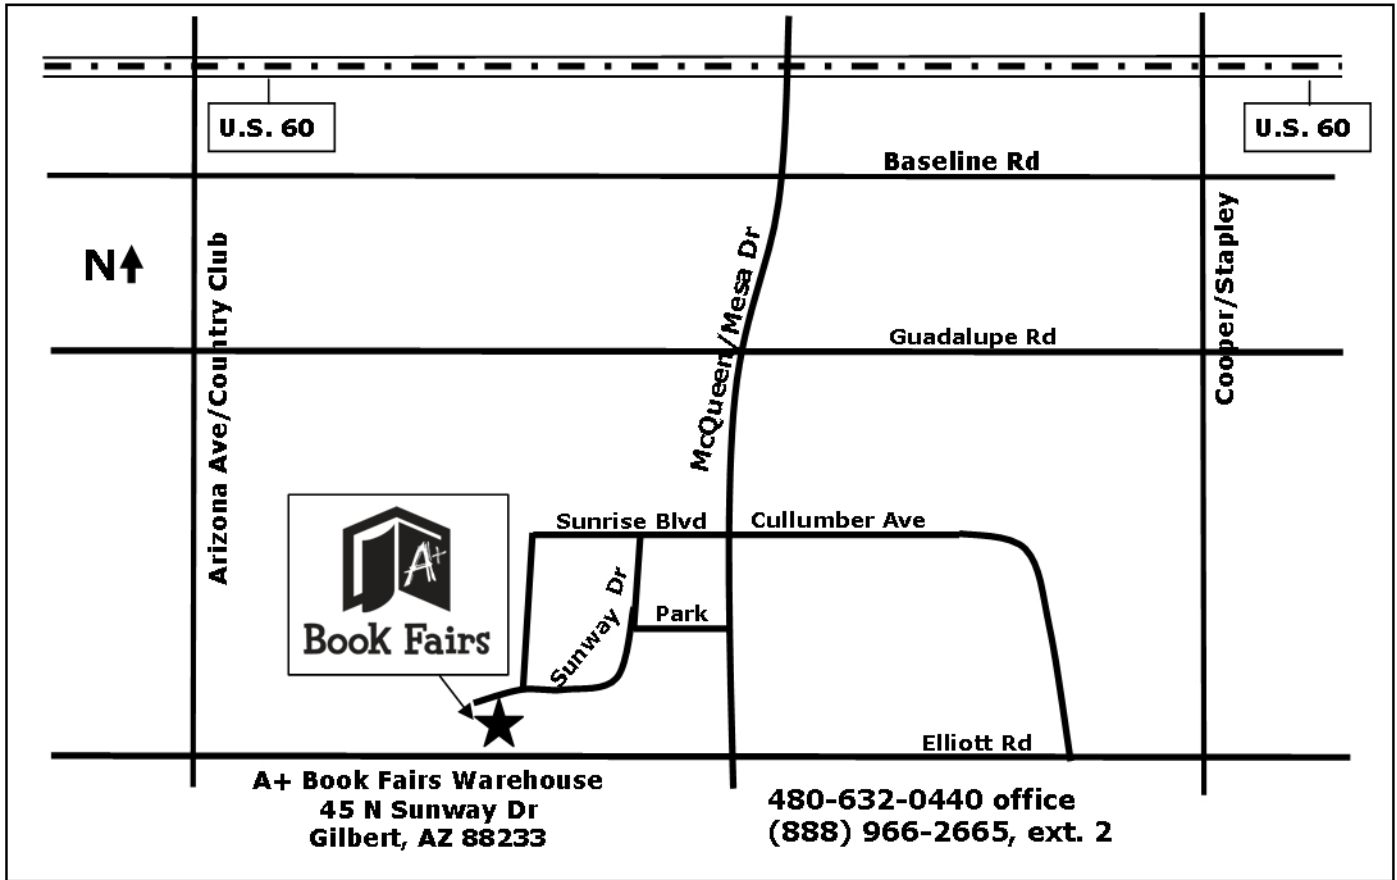 U.S. 60
U.S. 60
Baseline Rd
N
Arizona Ave/Country Club
McQueen/Mesa Dr
Cooper/Stapley
Guadalupe Rd
Sunrise Blvd
Cullumber Ave
A+
Book Fairs
Sunway Dr
Park
Elliott Rd
A+ Book Fairs Warehouse
45 N Sunway Dr
Gilbert, AZ 88233
480-632-0440 office
(888) 966-2665, ext. 2